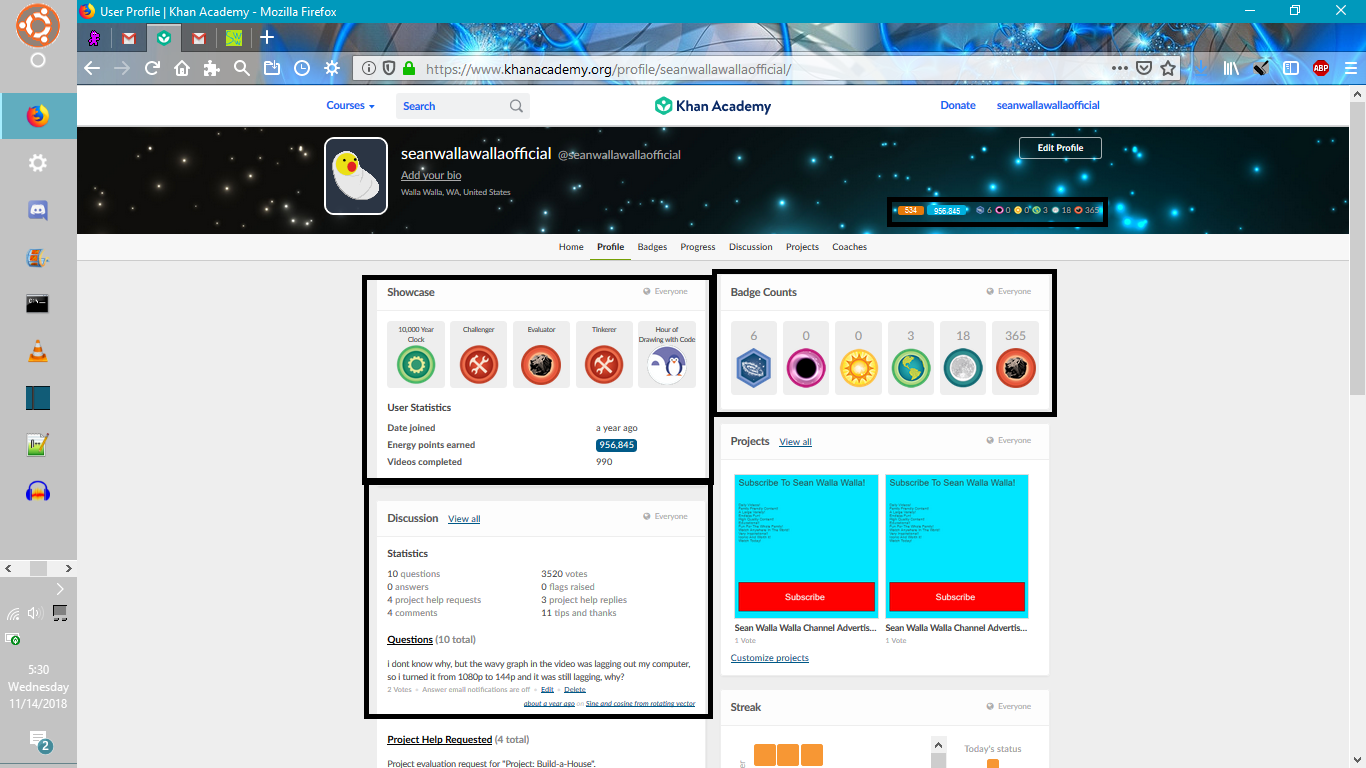 User Profile | Khan Academy - Mozilla Firefox
https://www.khanacademy.org/profile/seanwallawallaofficial/
ABP
Courses
Search
Khan Academy
Donate
seanwallawallaofficial
seanwallawallaofficial @seanwallawallaofficial
Add your bio
Walla Walla, WA, United States
Edit Profile
534 956,845 6 0 0 3 18 365
Home Profile Badges Progress Discussion Projects Coaches
Showcase
Everyone
10,000 Year Clock
Challenger
Evaluator
Tinkerer
Hour of Drawing with Code
User Statistics
Date joined a year ago
Energy points earned 956,845
Videos completed 990
Badge Counts
Everyone
6 0 0 3 18 365
Discussion View all
Everyone
Statistics
10 questions 3520 votes
0 answers 0 flags raised
4 project help requests 3 project help replies
4 comments 11 tips and thanks
Questions (10 total)
i dont know why, but the wavy graph in the video was lagging out my computer,
so i turned it from 1080p to 144p and it was still lagging, why?
2 Votes • Answer email notifications are off • Edit • Delete
about a year ago on Sine and cosine from rotating vector
Project Help Requested (4 total)
Project evaluation request for "Project: Build-a-House".
Projects View all
Everyone
Subscribe To Sean Walla Walla!
Subscribe
Sean Walla Walla Channel Advertis...
1 Vote
Subscribe To Sean Walla Walla!
Subscribe
Sean Walla Walla Channel Advertis...
1 Vote
Customize projects
Streak
Everyone
Today's status
5:30
Wednesday
11/14/2018
2